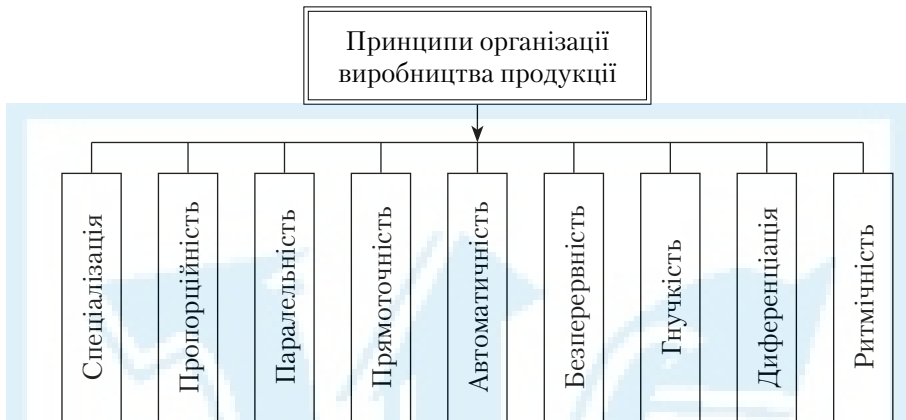 Принципи організації
виробництва продукції
Спеціалізація
Пропорційність
Паралельність
Прямоточність
Автоматичність
Безперервність
Гнучкість
Диференціація
Ритмічність